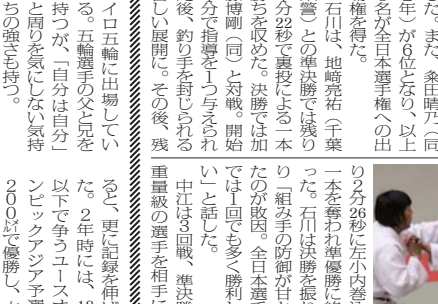 た。また、粂田晴乃（同
年）が6位となり、以上
名が全日本選手権への出
権を得た。
石川は、地﨑亮祐（千葉
警）との準決勝では残り
分22秒で裏投による一本
ちを収めた。決勝では加
博剛（同）と対戦。開始
分で指導を1つ与えられ
後、釣り手を封じられる
しい展開に。その後、残
り2分26秒に左小内巻込
一本を奪われ準優勝に
った。石川は決勝を振
り「組み手の防御が甘
たのが敗因。全日本選
では1回でも多く勝利し
い」と話した。
中江は3回戦、準決勝
重量級の選手を相手に
イロ五輪に出場してい
る。五輪選手の父と兄を
持つが、「自分は自分」
と周りを気にしない気持
ちの強さも持つ。
ると、更に記録を伸ば
た。2年時には、18
以下で争うユースオ
ンピックアジア予選
200㍍で優勝し、